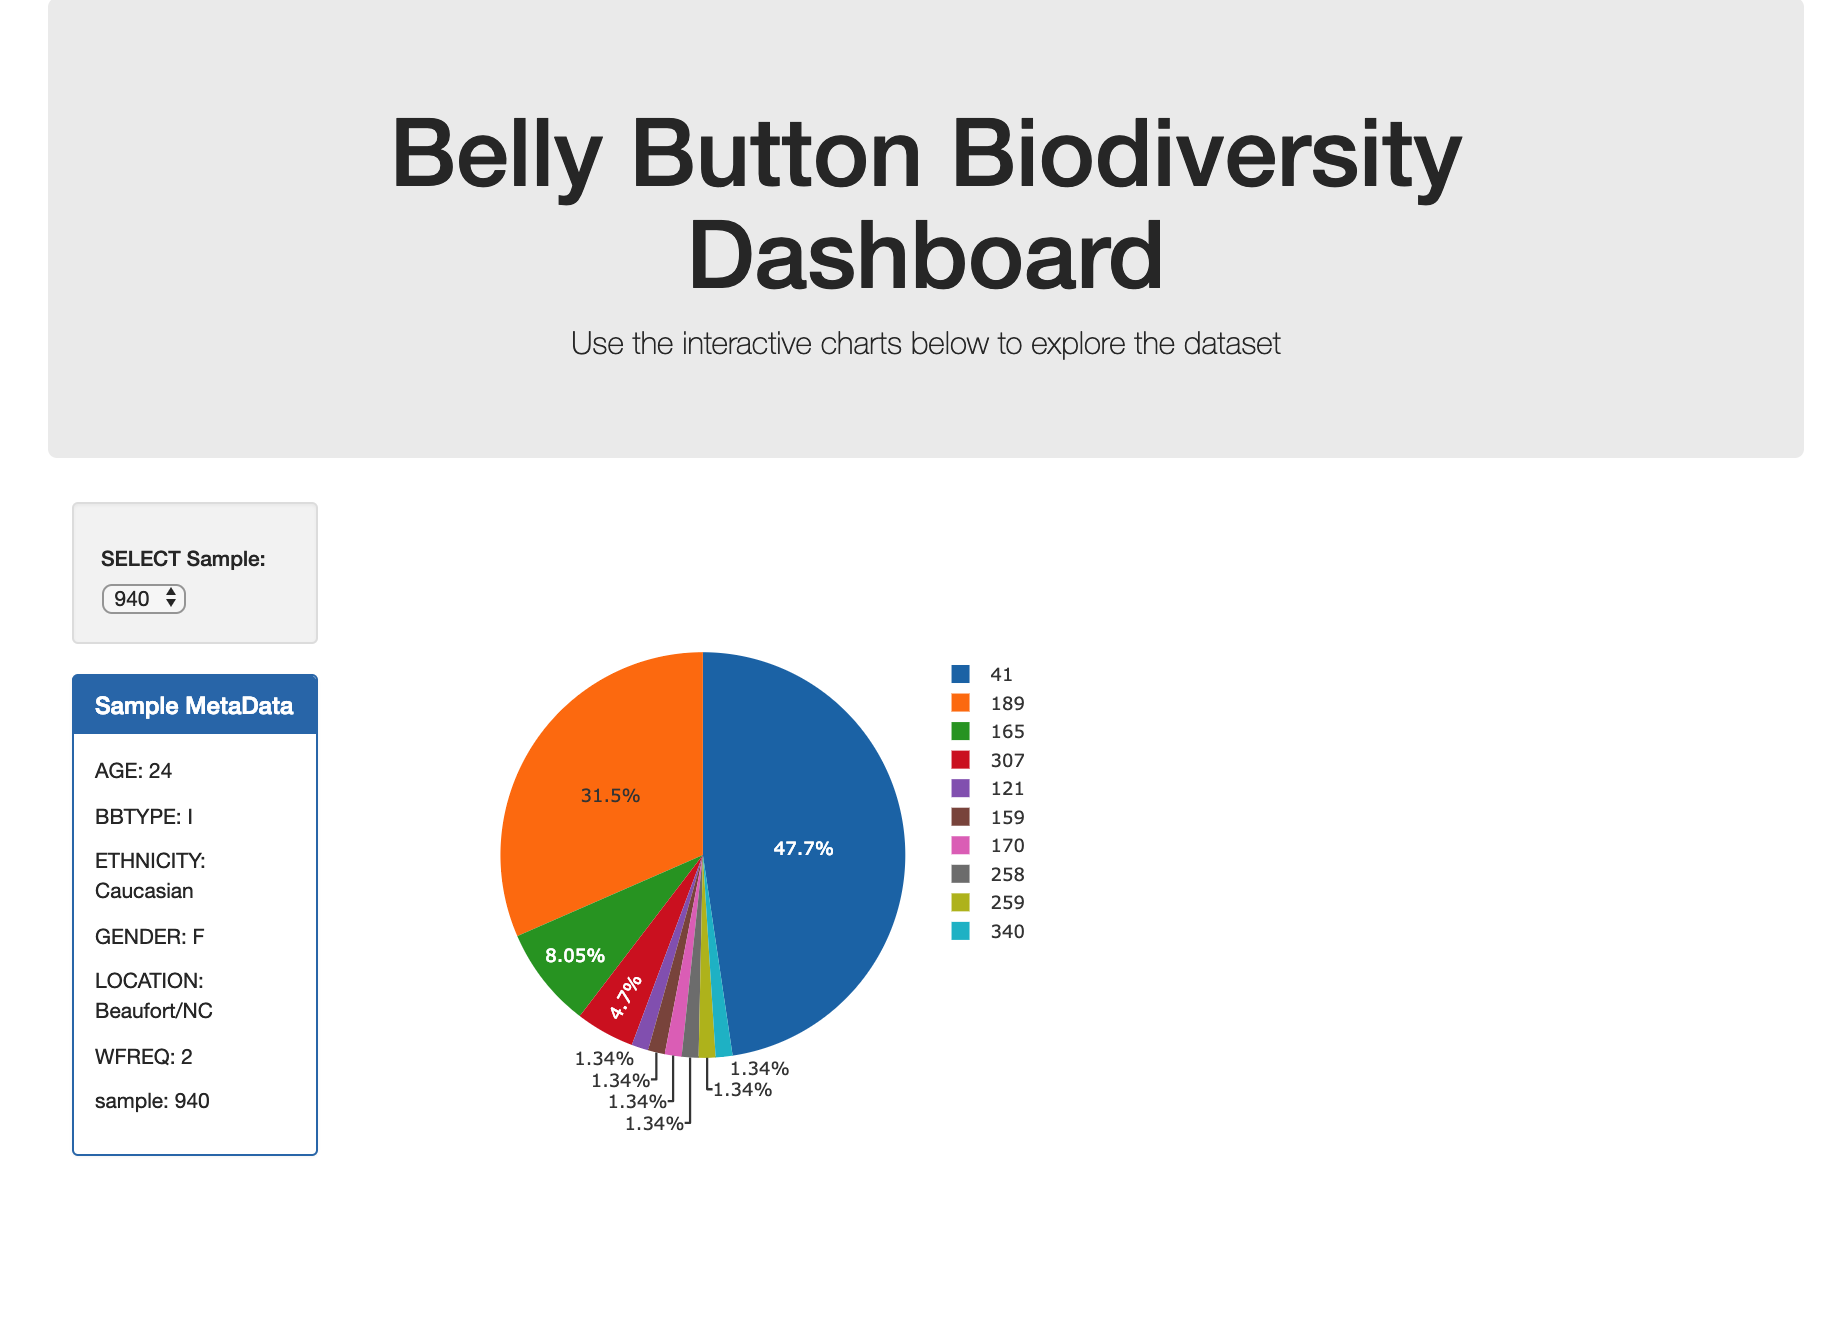 Belly Button Biodiversity
Dashboard
Use the interactive charts below to explore the dataset
SELECT Sample:
940
Sample MetaData
AGE: 24
BBTYPE: I
ETHNICITY:
Caucasian
GENDER: F
LOCATION:
Beaufort/NC
WFREQ: 2
sample: 940
31.5%
47.7%
8.05%
4.7%
1.34%
1.34%
1.34%
1.34%
1.34%
1.34%
41
189
165
307
121
159
170
258
259
340